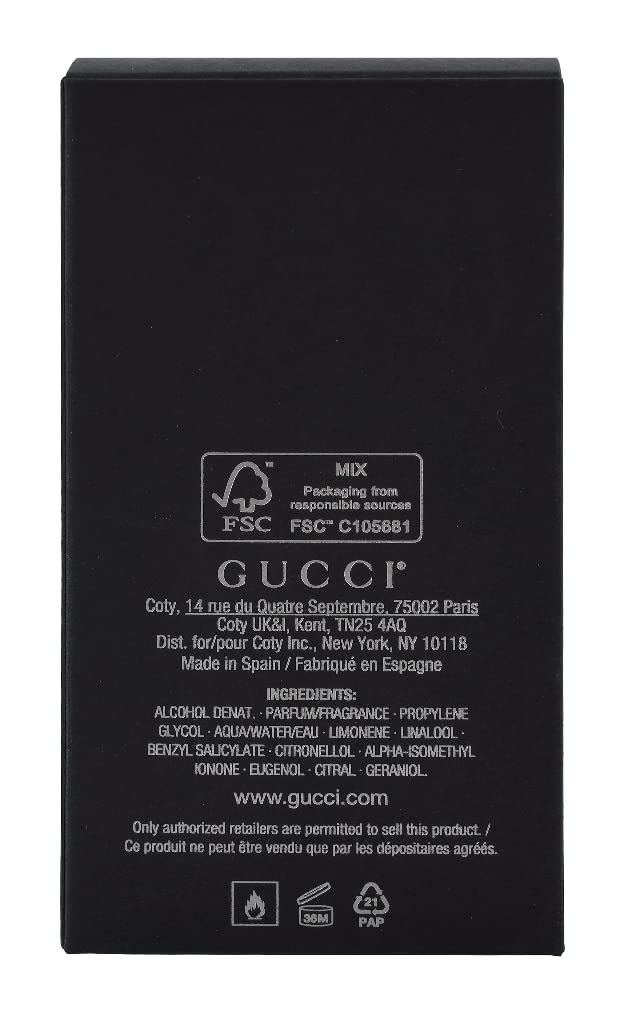 MIX
Packaging from
responsible sources
FSC™ FSC™ C105681
GUCCI®
Coty, 14 rue du Quatre Septembre, 75002 Paris
Coty UK&I, Kent, TN25 4AQ
Dist. for/pour Coty Inc., New York, NY 10118
Made in Spain / Fabriqué en Espagne
INGREDIENTS:
ALCOHOL DENAT. · PARFUM/FRAGRANCE · PROPYLENE
GLYCOL · AQUA/WATER/EAU · LIMONENE · LINALOOL ·
BENZYL SALICYLATE · CITRONELLOL · ALPHA-ISOMETHYL
IONONE · EUGENOL · CITRAL · GERANIOL.
www.gucci.com
Only authorized retailers are permitted to sell this product. /
Ce produit ne peut être vendu que par les dépositaires agréés.
36M
21
PAP